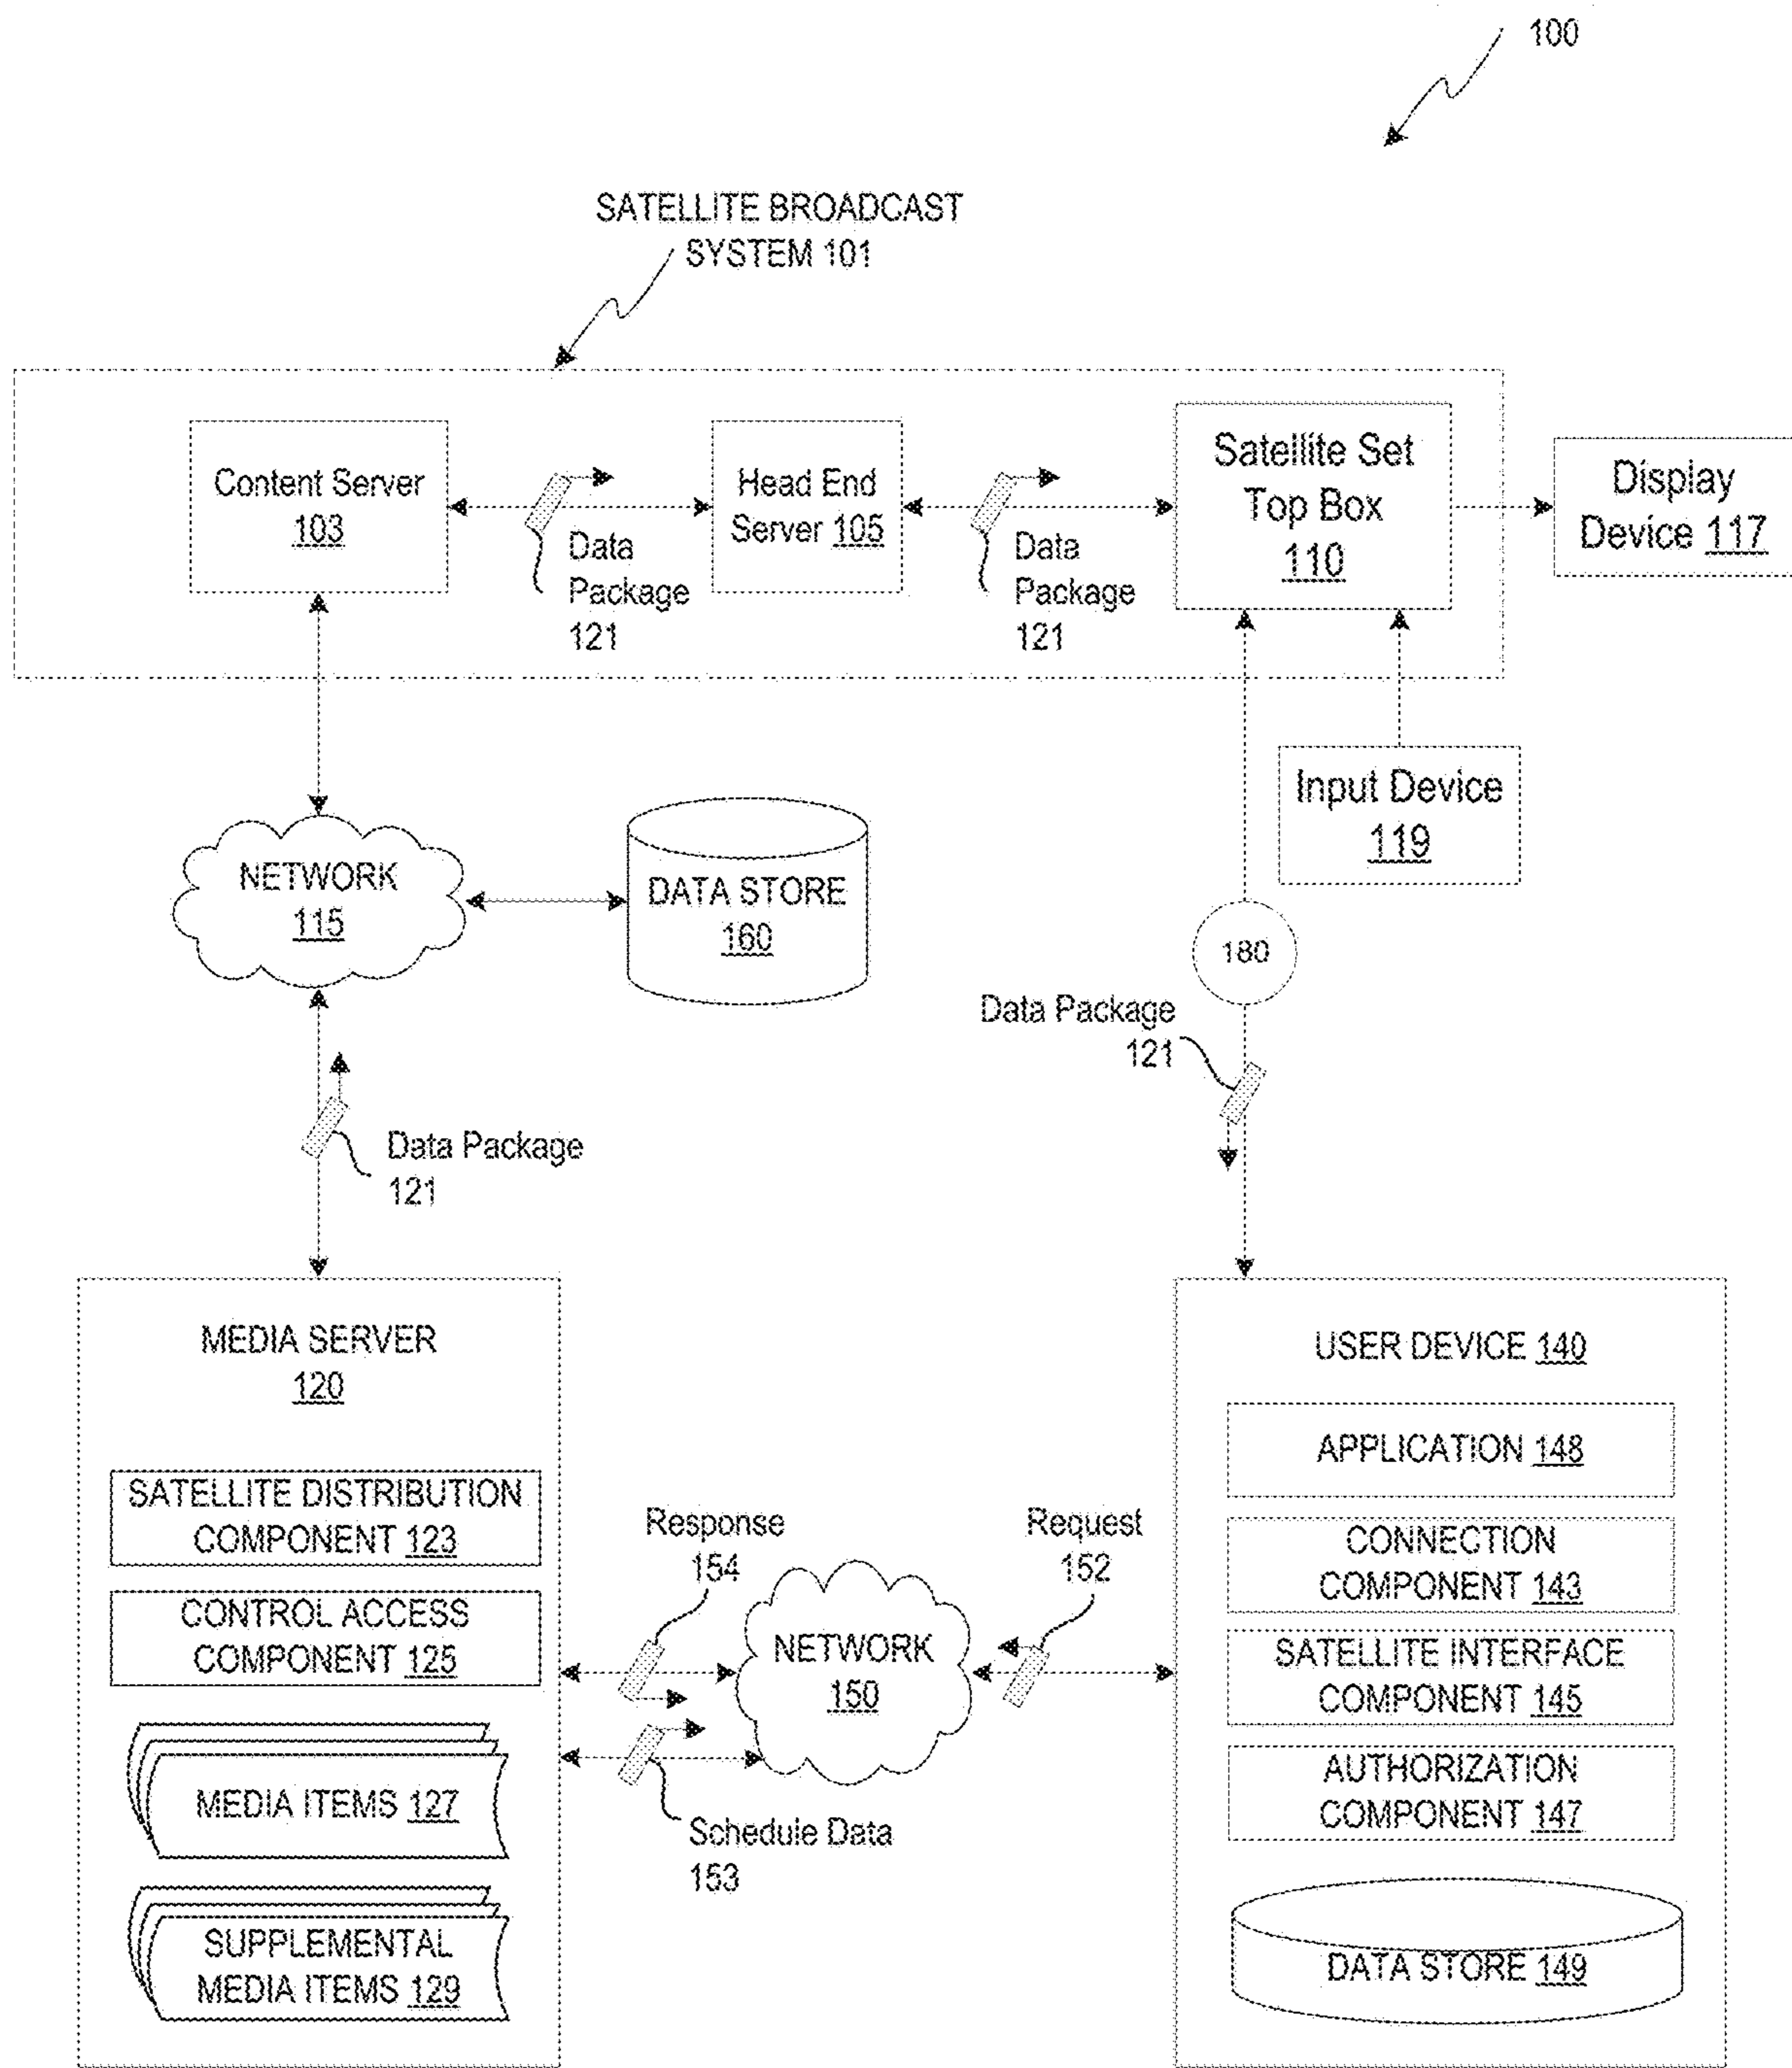 100
SATELLITE BROADCAST
SYSTEM 101
Content Server
103
Data
Package
121
Head End
Server 105
Data
Package
121
Satellite Set
Top Box
110
Display
Device 117
Input Device
119
NETWORK
115
DATA STORE
160
180
Data Package
121
Data Package
121
MEDIA SERVER
120
SATELLITE DISTRIBUTION
COMPONENT 123
CONTROL ACCESS
COMPONENT 125
MEDIA ITEMS 127
SUPPLEMENTAL
MEDIA ITEMS 129
Response
154
Request
152
NETWORK
150
Schedule Data
153
USER DEVICE 140
APPLICATION 148
CONNECTION
COMPONENT 143
SATELLITE INTERFACE
COMPONENT 145
AUTHORIZATION
COMPONENT 147
DATA STORE 149